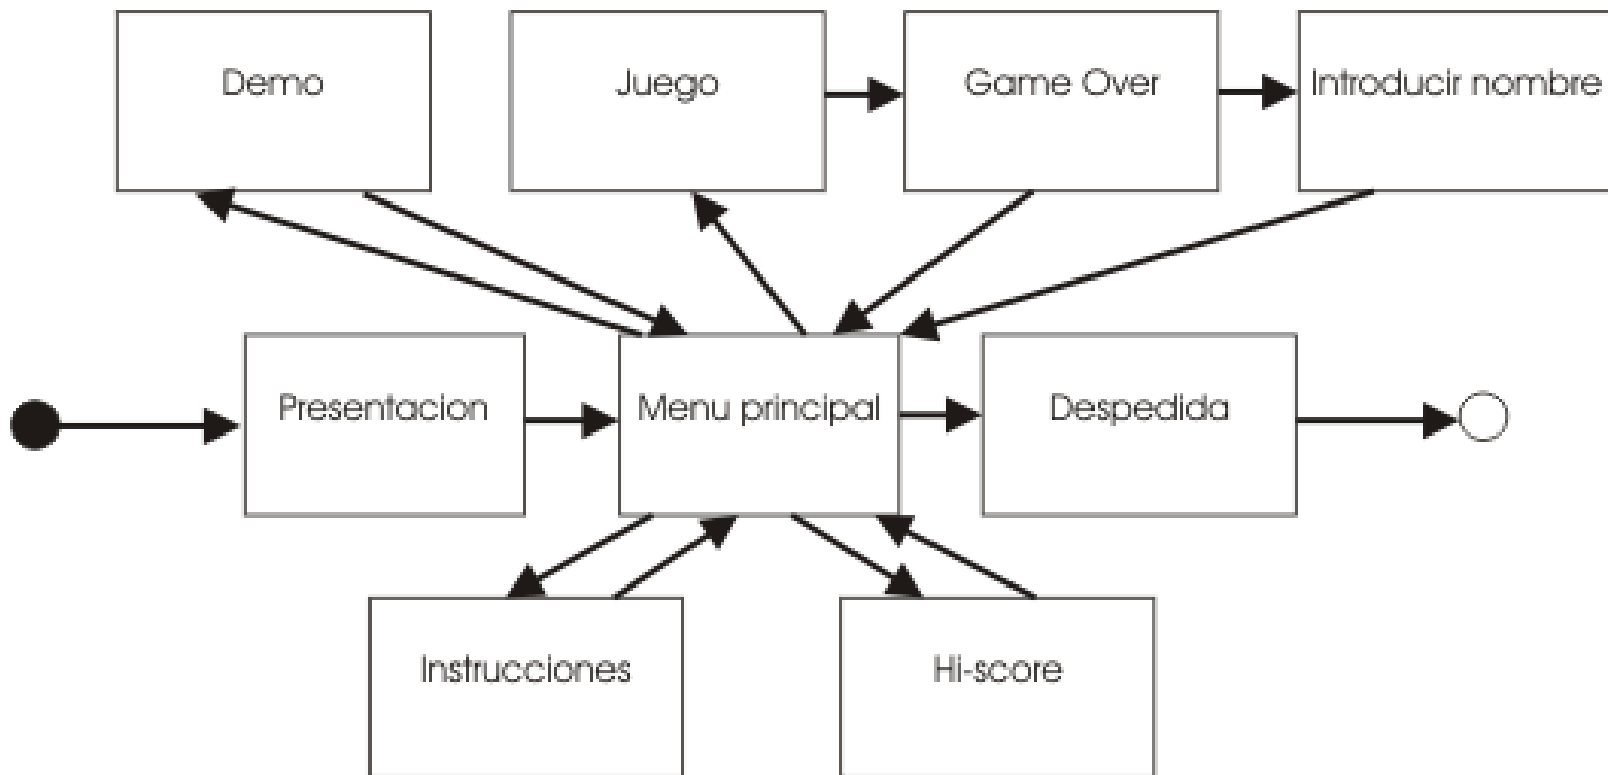 Demo
Juego
Game Over
Introducir nombre
Presentacion
Menu principal
Despedida
Instrucciones
Hi-score